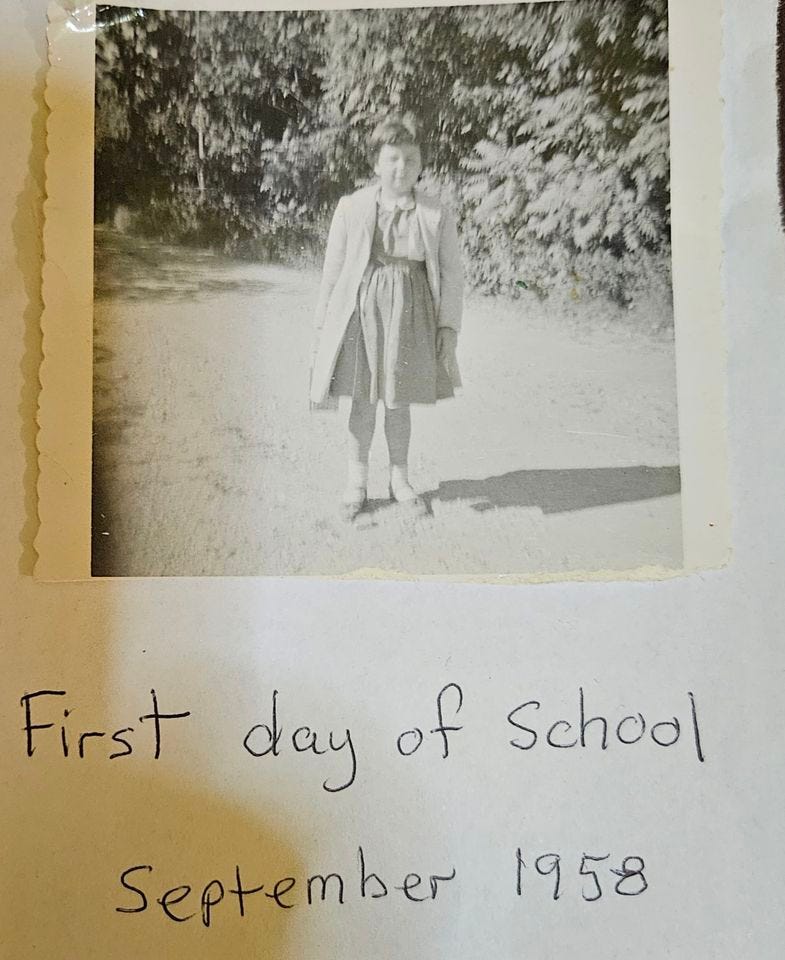 First day of School
September 1958